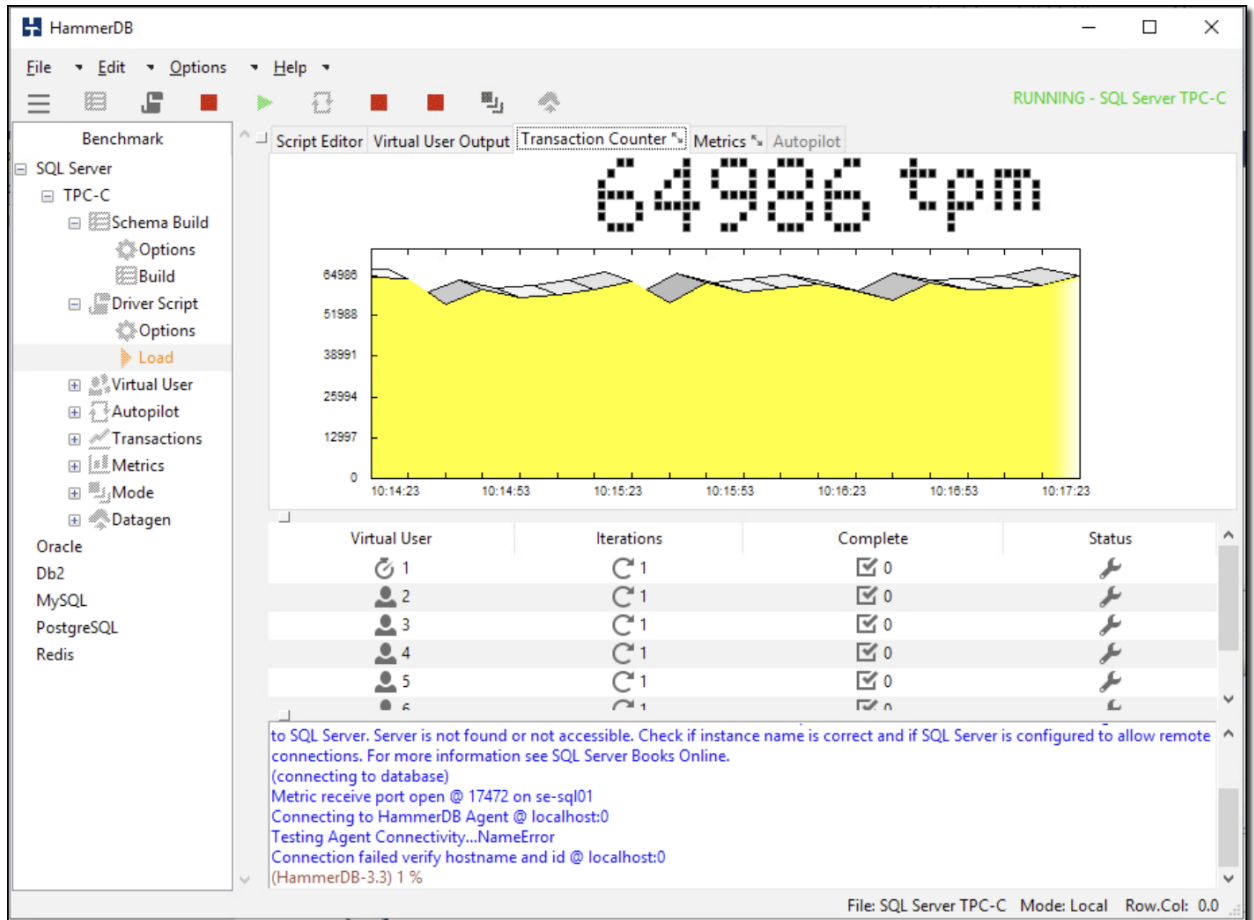 HammerDB
File Edit Options Help
RUNNING - SQL Server TPC-C
Benchmark
SQL Server
TPC-C
Schema Build
Options
Build
Driver Script
Options
Load
Virtual User
Autopilot
Transactions
Metrics
Mode
Datagen
Oracle
Db2
MySQL
PostgreSQL
Redis
Script Editor Virtual User Output Transaction Counter Metrics Autopilot
64986 tpm
64986
51988
38991
25994
12997
0
10:14:23 10:14:53 10:15:23 10:15:53 10:16:23 10:16:53 10:17:23
Virtual User Iterations Complete Status
1 1 0
2 1 0
3 1 0
4 1 0
5 1 0
6 1 0
to SQL Server. Server is not found or not accessible. Check if instance name is correct and if SQL Server is configured to allow remote
connections. For more information see SQL Server Books Online.
(connecting to database)
Metric receive port open @ 17472 on se-sql01
Connecting to HammerDB Agent @ localhost:0
Testing Agent Connectivity...NameError
Connection failed verify hostname and id @ localhost:0
(HammerDB-3.3) 1 %
File: SQL Server TPC-C Mode: Local Row.Col: 0.0